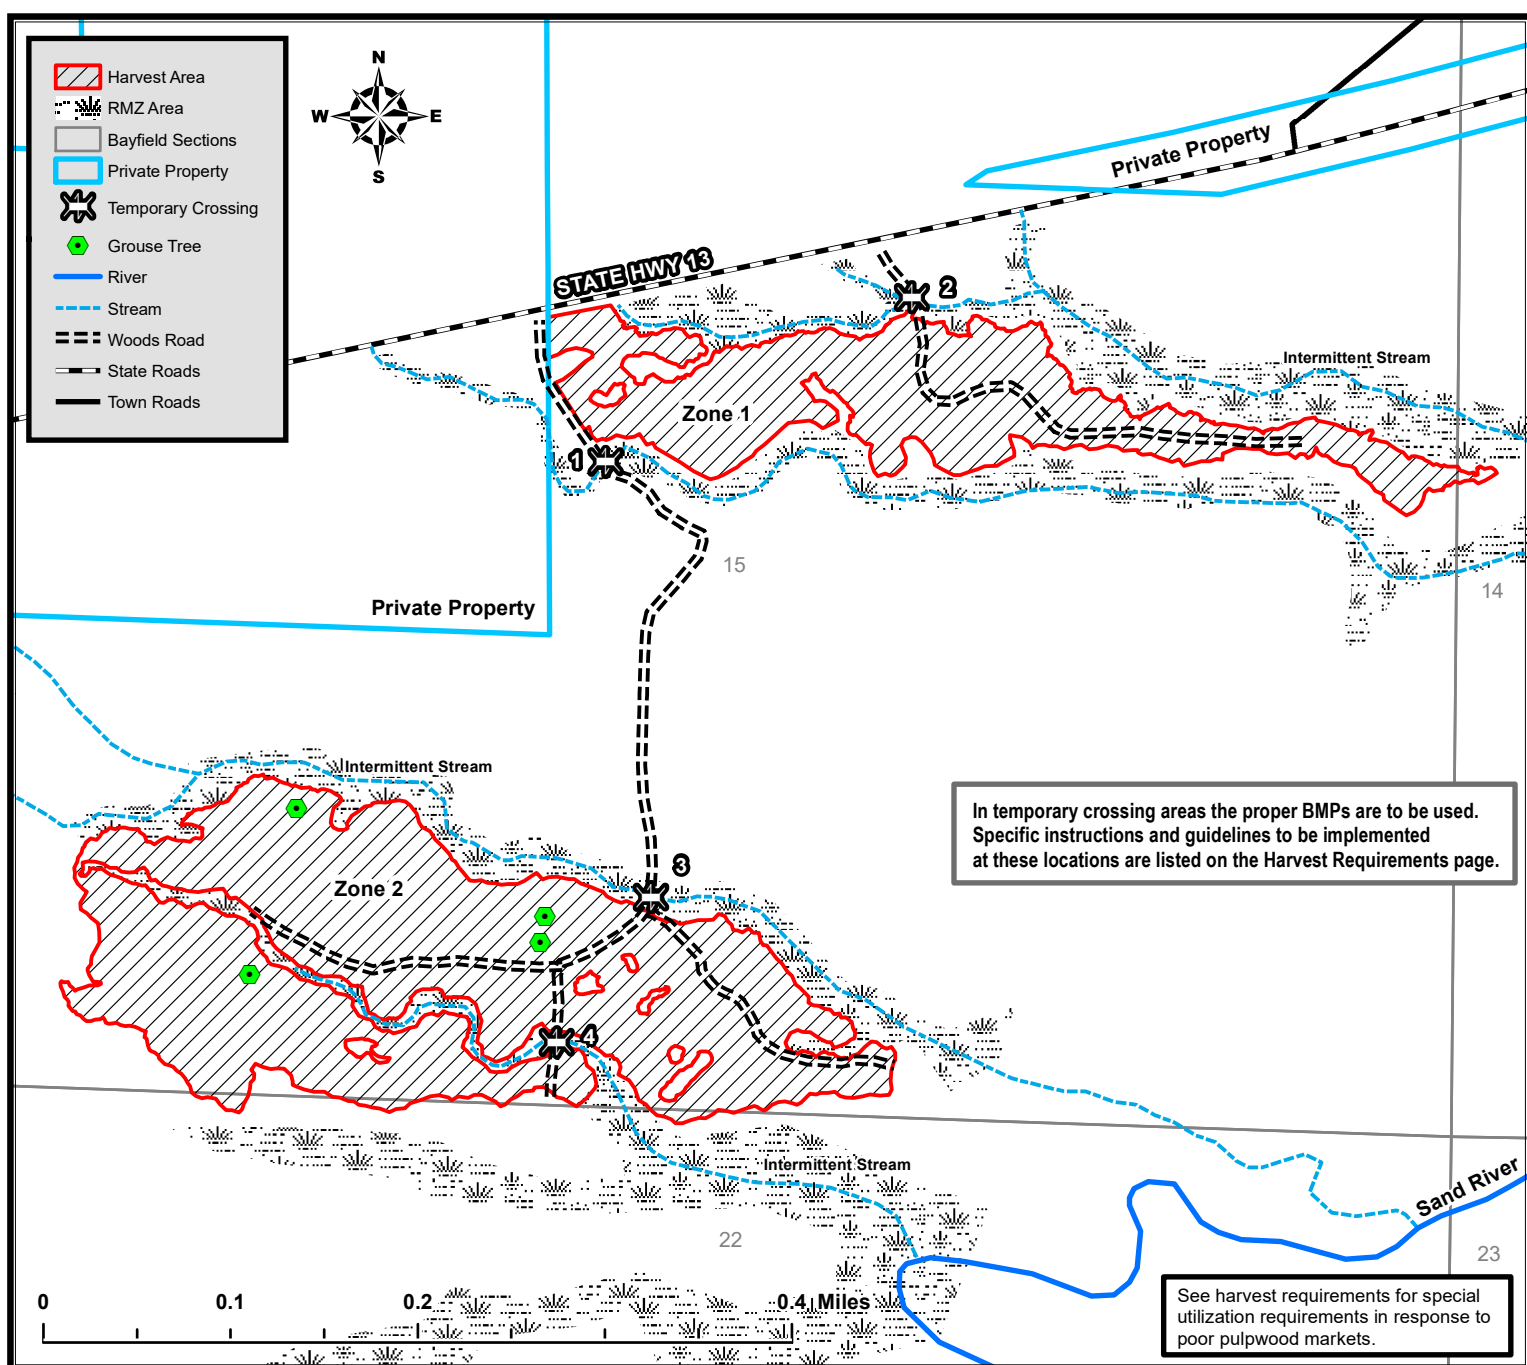 Harvest Area
RMZ Area
Bayfield Sections
Private Property
Temporary Crossing
Grouse Tree
River
Stream
Woods Road
State Roads
Town Roads
N
W E
S
Private Property
STATE HWY 13
2
Intermittent Stream
Zone 1
1
15
14
Private Property
Intermittent Stream
In temporary crossing areas the proper BMPs are to be used.
Specific instructions and guidelines to be implemented
at these locations are listed on the Harvest Requirements page.
3
Zone 2
4
Intermittent Stream
Sand River
22
23
0 0.1 0.2 0.4 Miles
See harvest requirements for special
utilization requirements in response to
poor pulpwood markets.